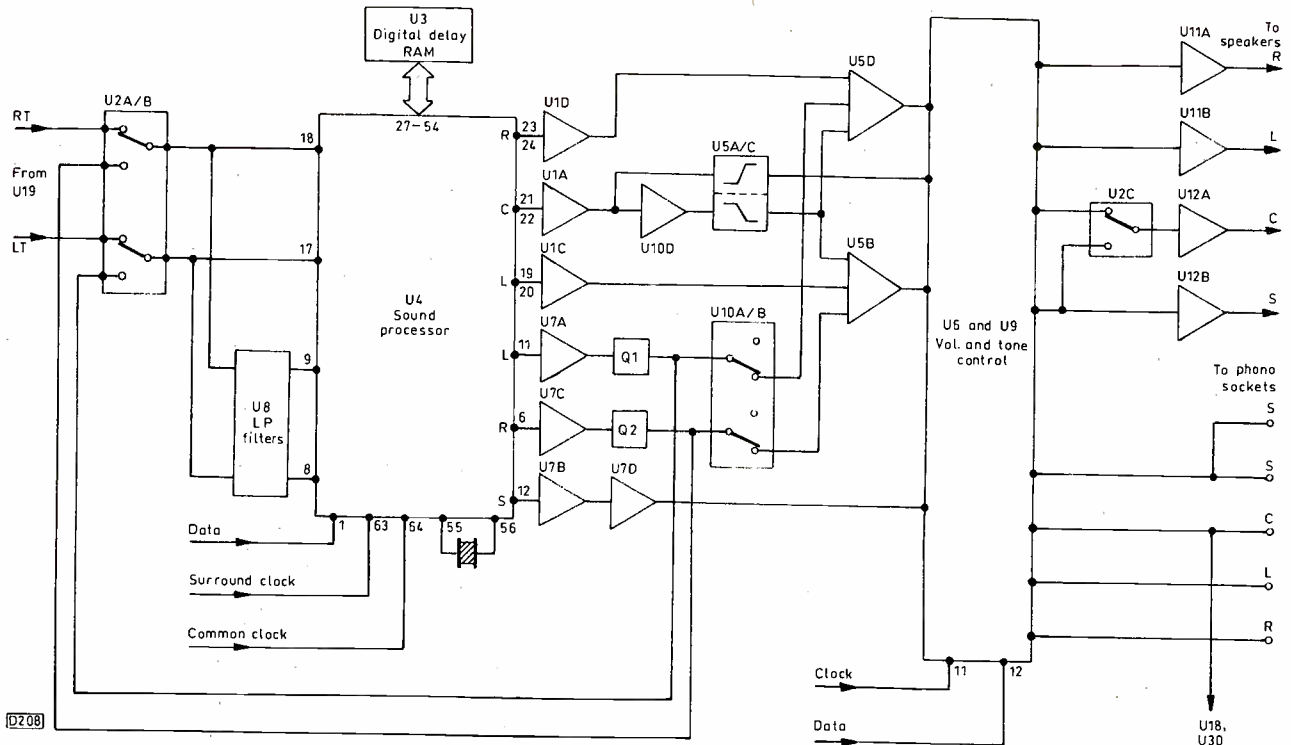 U3
Digital delay
RAM
U2A/B
RT
From
U19
LT
18
17
9
8
U8
LP
filters
27-54
U4
Sound
processor
R
23
24
C
21
22
L
19
20
L
11
R
6
S
12
U1D
U1A
U1C
U7A
U7C
U7B
U7D
Q1
Q2
U10D
U5A/C
U10A/B
U5D
U5B
U6 and U9
Vol. and tone
control
U11A
To
speakers
R
U11B
L
U2C
U12A
C
U12B
S
To phono
sockets
S
S
C
L
R
Data
1
63
64
55
56
Surround clock
Common clock
Clock
11
12
Data
U18,
U30
D208